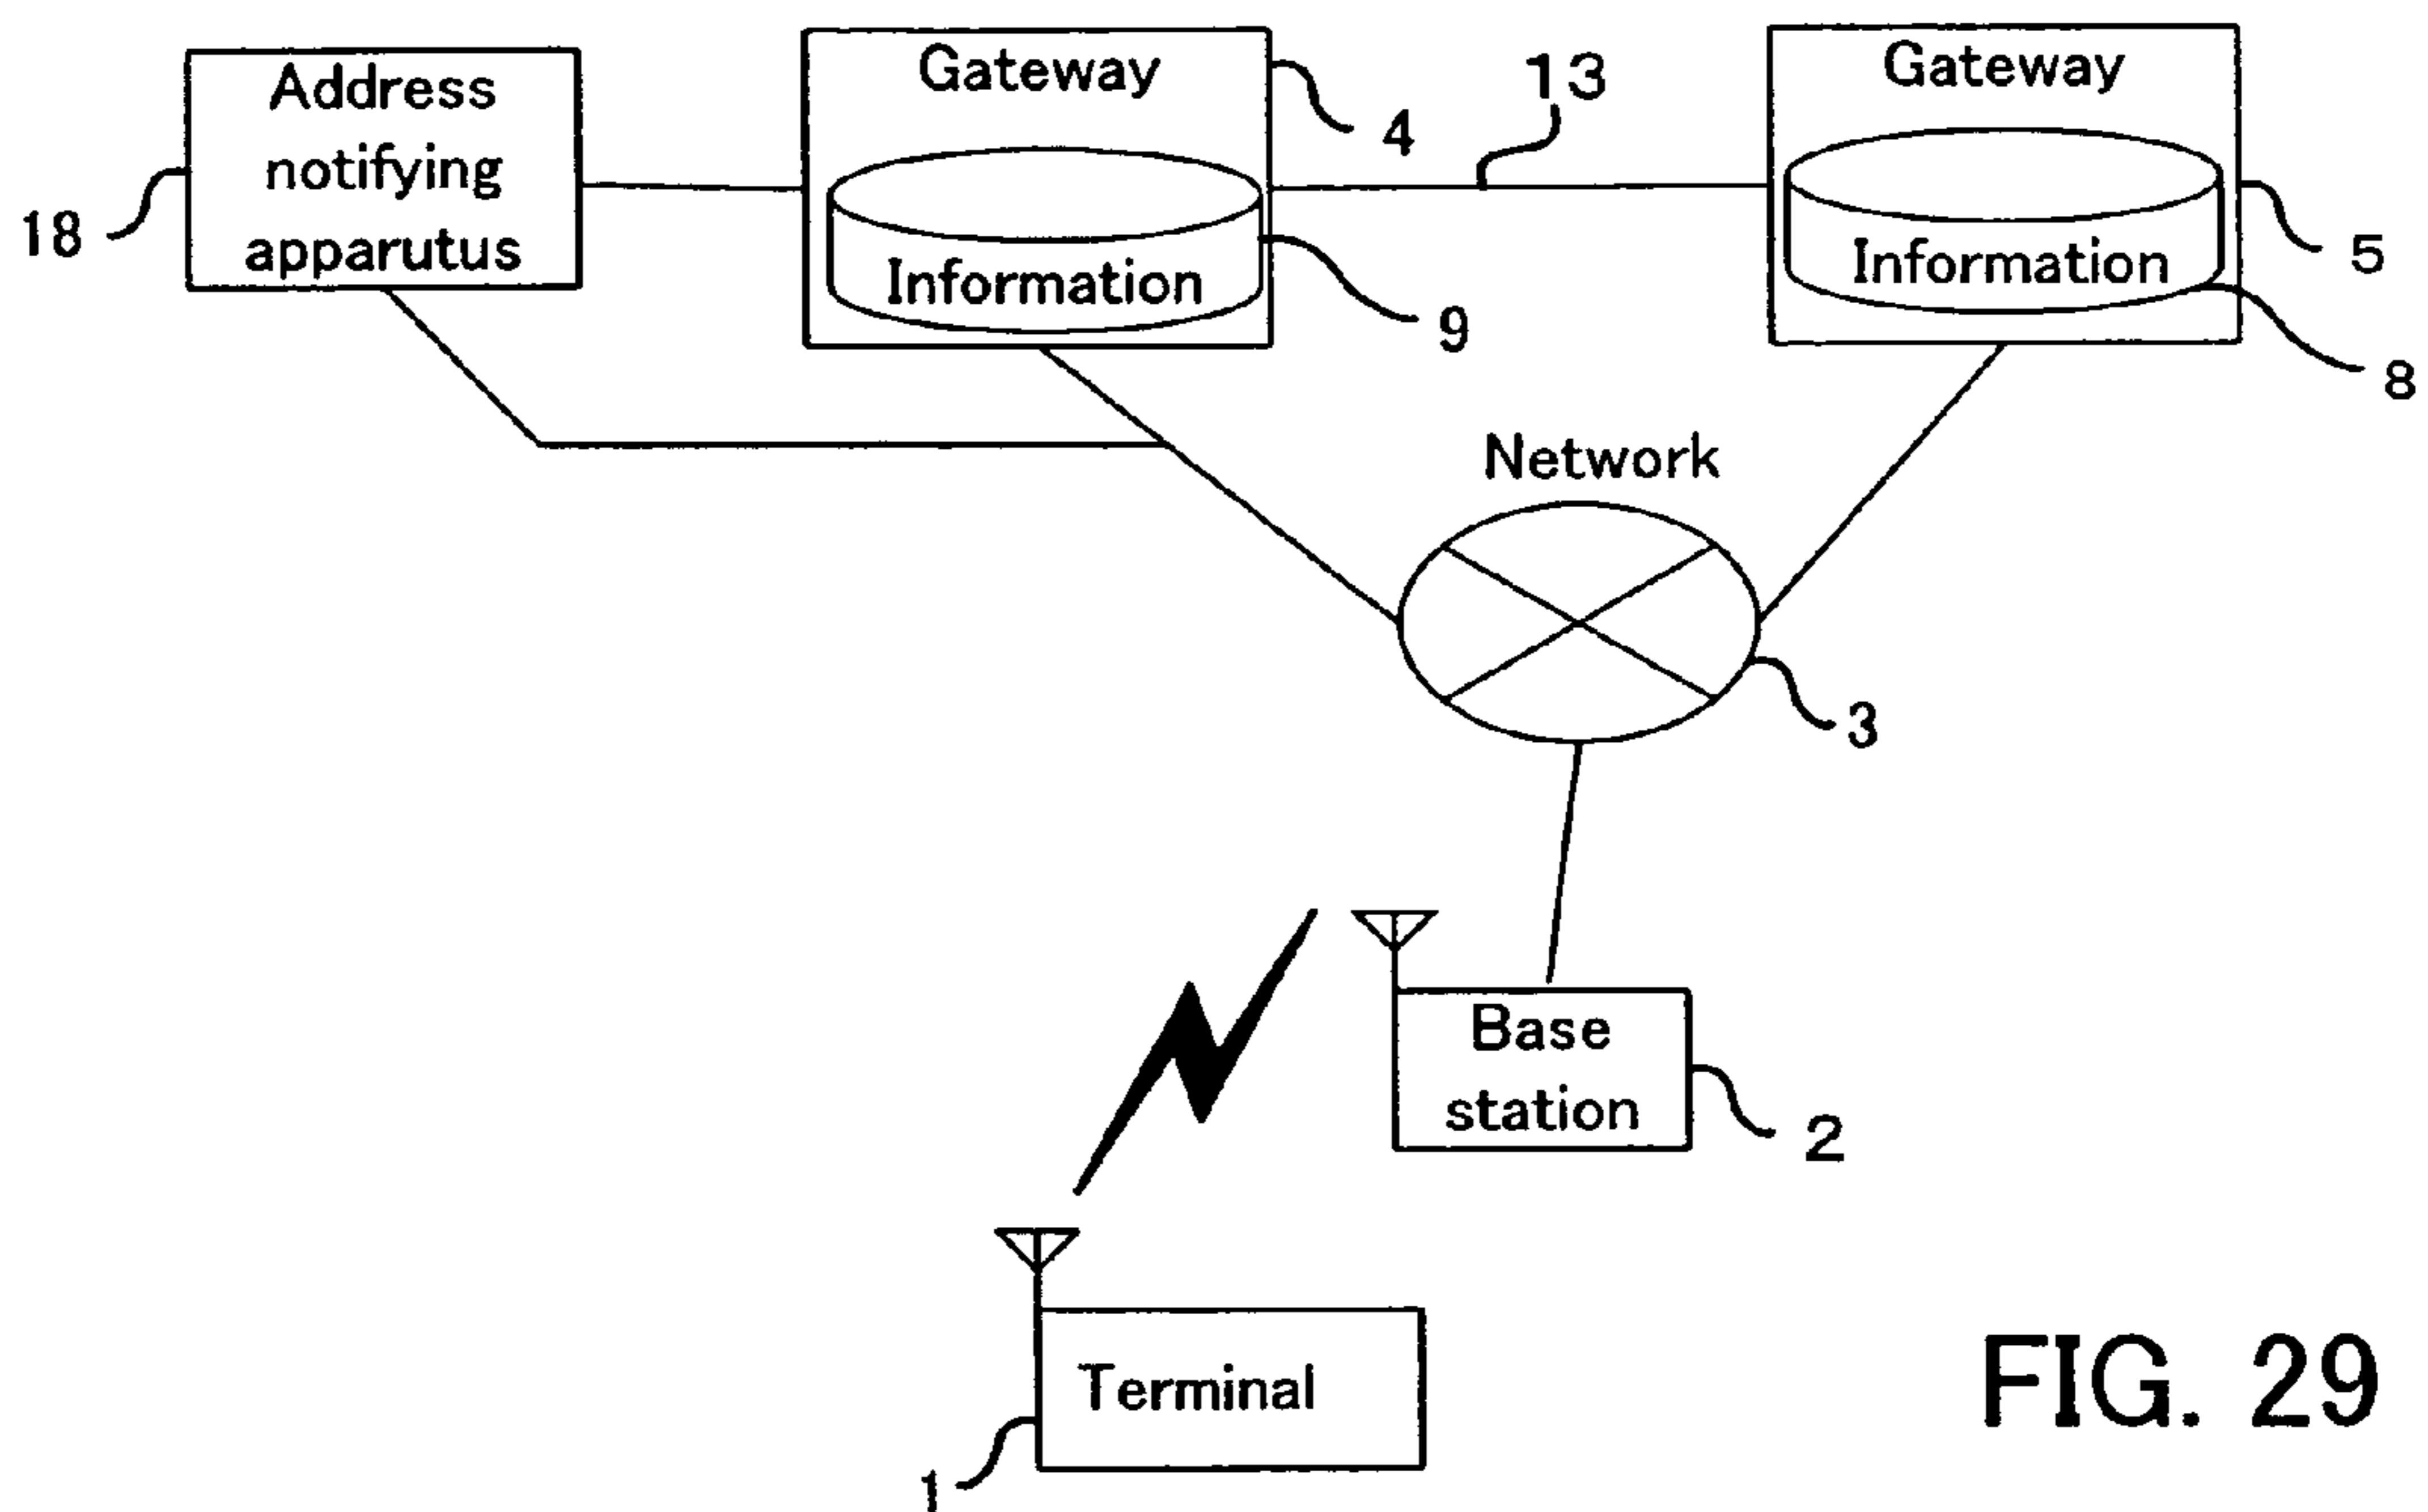 Address
notifying
apparutus
18
Gateway
4
Information
9
13
Gateway
5
Information
8
Network
3
Base
station
2
Terminal
1
FIG. 29